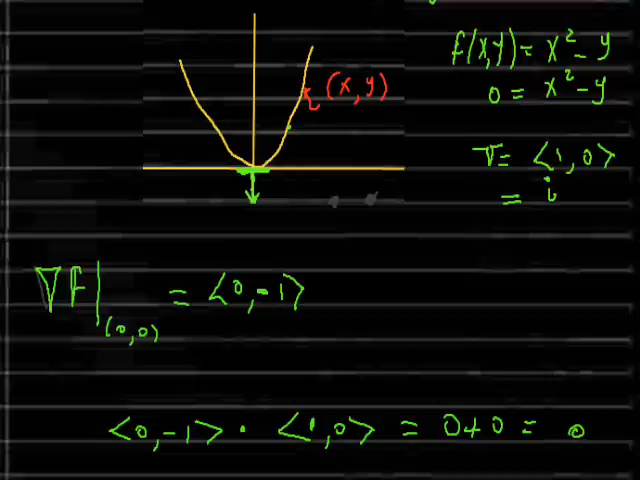 f(x,y) = x² - y
0 = x² - y
(x, y)
T = <1, 0>
= i
∇F|(0,0) = <0, -1>
<0, -1> · <1, 0> = 0 + 0 = 0